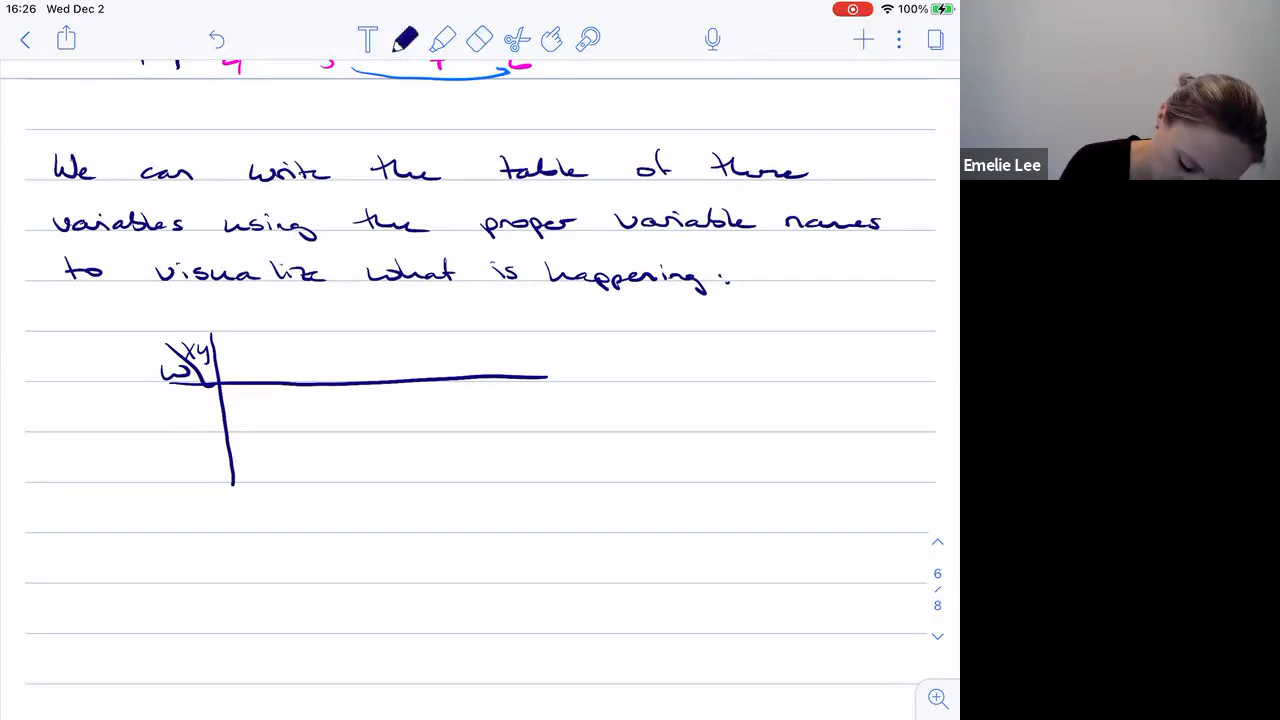 16:26 Wed Dec 2
100%
We can write the table of these
variables using the proper variable names
to visualize what is happening:
xy
w
6
/
8
Emelie Lee